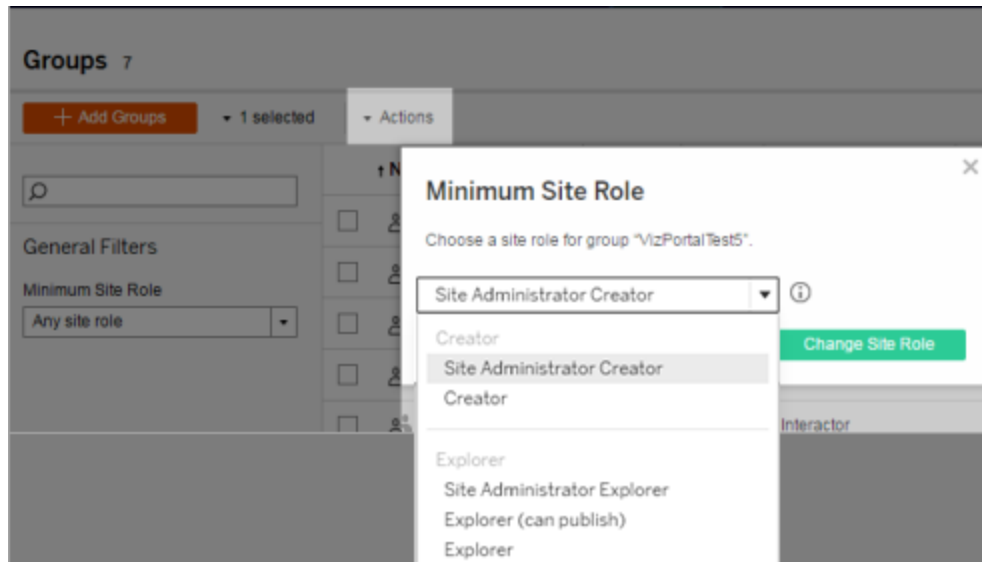 Groups 7
+ Add Groups
1 selected
Actions
↑ N
General Filters
Minimum Site Role
Any site role
Minimum Site Role
Choose a site role for group "VizPortalTest5".
Site Administrator Creator
Creator
Site Administrator Creator
Creator
Change Site Role
Interactor
Explorer
Site Administrator Explorer
Explorer (can publish)
Explorer